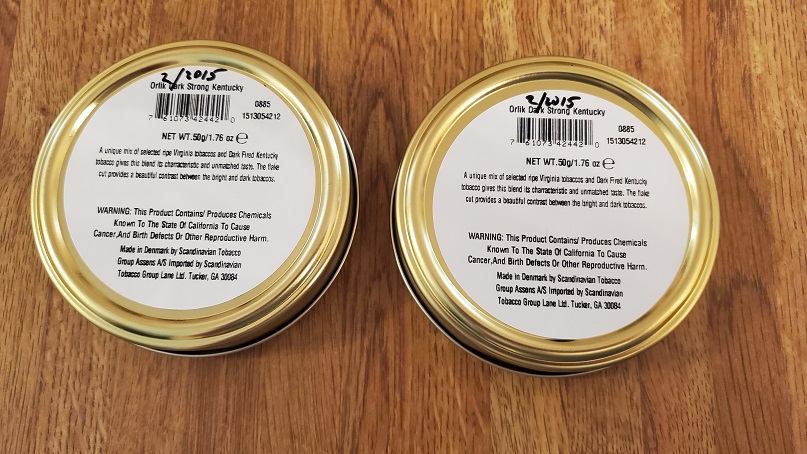 2/2015
Orlik Dark Strong Kentucky
0885
7 61073 42442 0
1513054212
NET WT.50g/1.76 oz ℮
A unique mix of selected ripe Virginia tobaccos and Dark Fired Kentucky
tobacco gives this blend its charracteristic and unmatched taste. The flake
cut provides a beautiful contrast between the bright and dark tobaccos.
WARNING: This Product Contains/ Produces Chemicals
Known To The State Of California To Cause
Cancer,And Birth Defects Or Other Reproductive Harm.
Made in Denmark by Scandinavian Tobacco
Group Assens A/S Imported by Scandinavian
Tobacco Group Lane Ltd. Tucker, GA 30084
2/2015
Orlik Dark Strong Kentucky
0885
7 61073 42442 0
1513054212
NET WT.50g/1.76 oz ℮
A unique mix of selected ripe Virginia tobaccos and Dark Fired Kentucky
tobacco gives this blend its charracteristic and unmatched taste. The flake
cut provides a beautiful contrast between the bright and dark tobaccos.
WARNING: This Product Contains/ Produces Chemicals
Known To The State Of California To Cause
Cancer,And Birth Defects Or Other Reproductive Harm.
Made in Denmark by Scandinavian Tobacco
Group Assens A/S Imported by Scandinavian
Tobacco Group Lane Ltd. Tucker, GA 30084